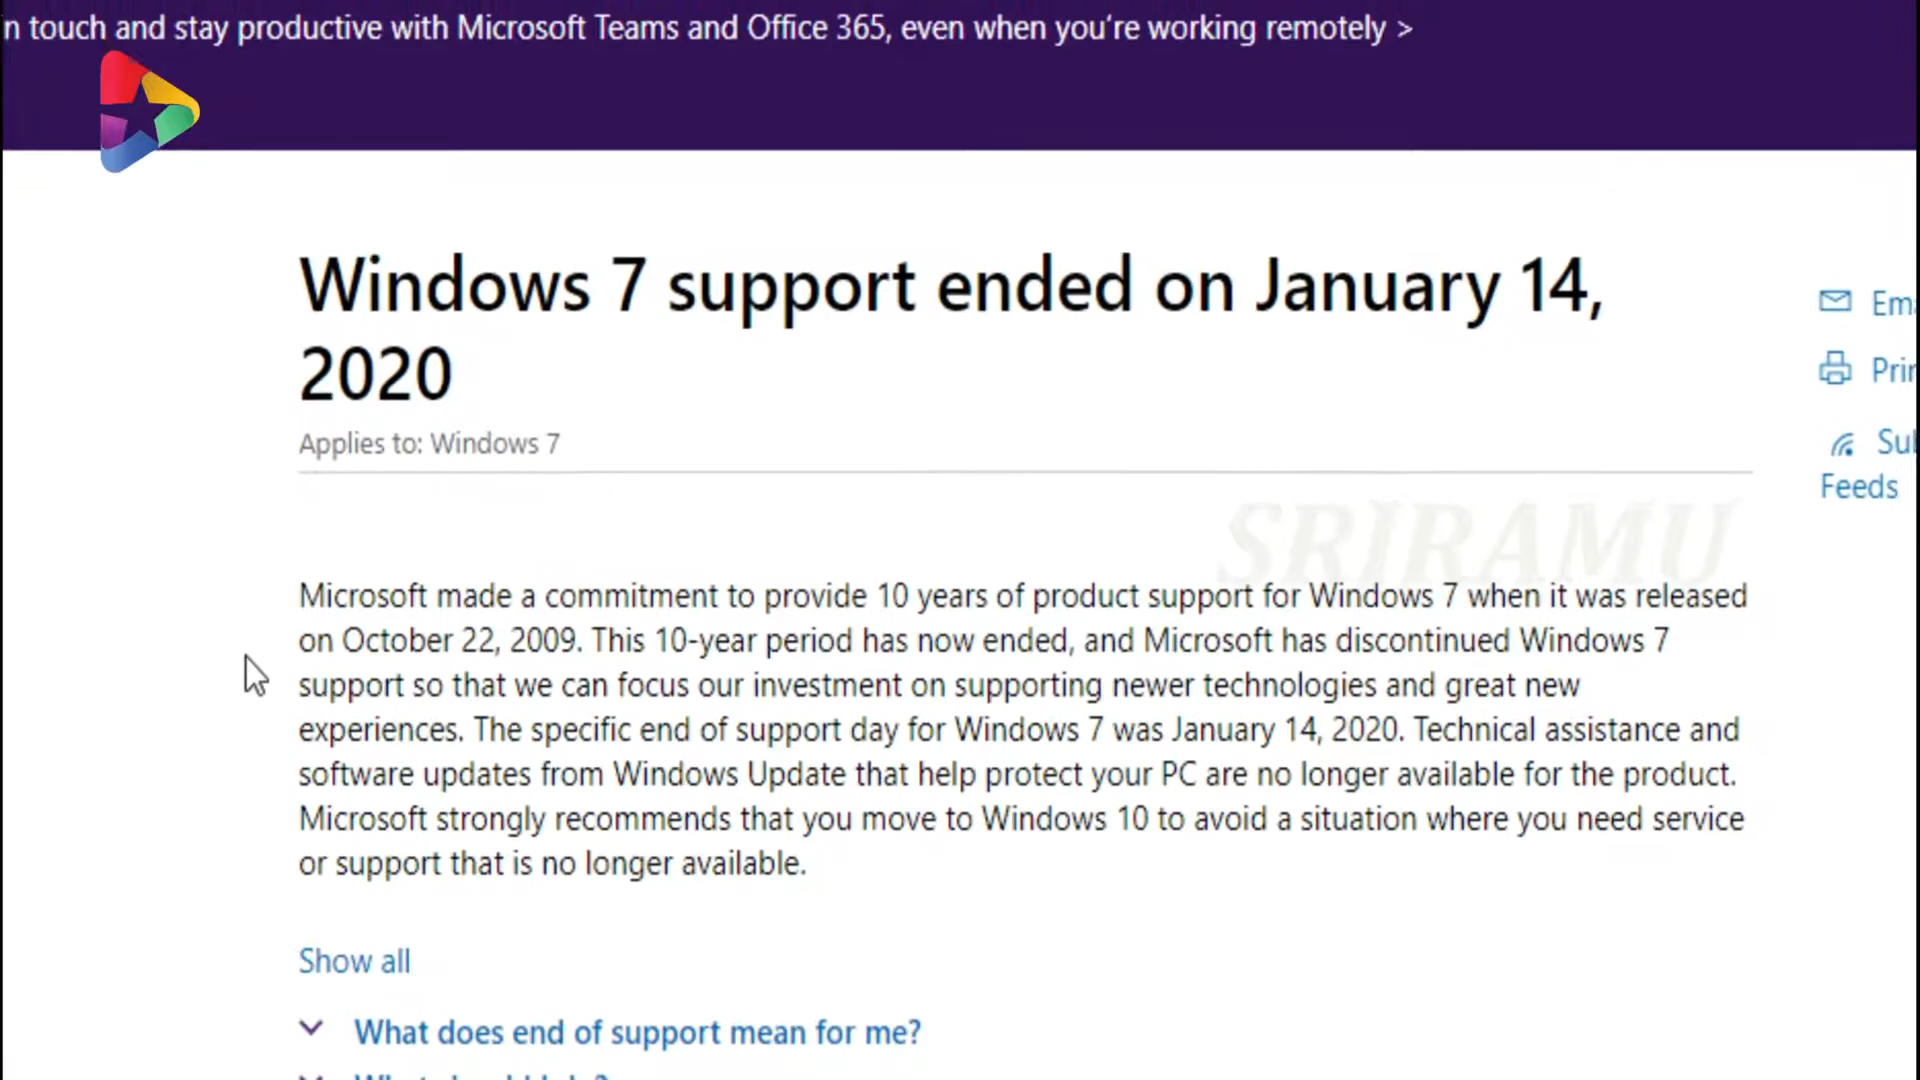 n touch and stay productive with Microsoft Teams and Office 365, even when you're working remotely >
Windows 7 support ended on January 14,
2020
Applies to: Windows 7
Ema
Prin
Sul
Feeds
SRIRAMU
Microsoft made a commitment to provide 10 years of product support for Windows 7 when it was released
on October 22, 2009. This 10-year period has now ended, and Microsoft has discontinued Windows 7
support so that we can focus our investment on supporting newer technologies and great new
experiences. The specific end of support day for Windows 7 was January 14, 2020. Technical assistance and
software updates from Windows Update that help protect your PC are no longer available for the product.
Microsoft strongly recommends that you move to Windows 10 to avoid a situation where you need service
or support that is no longer available.
Show all
What does end of support mean for me?